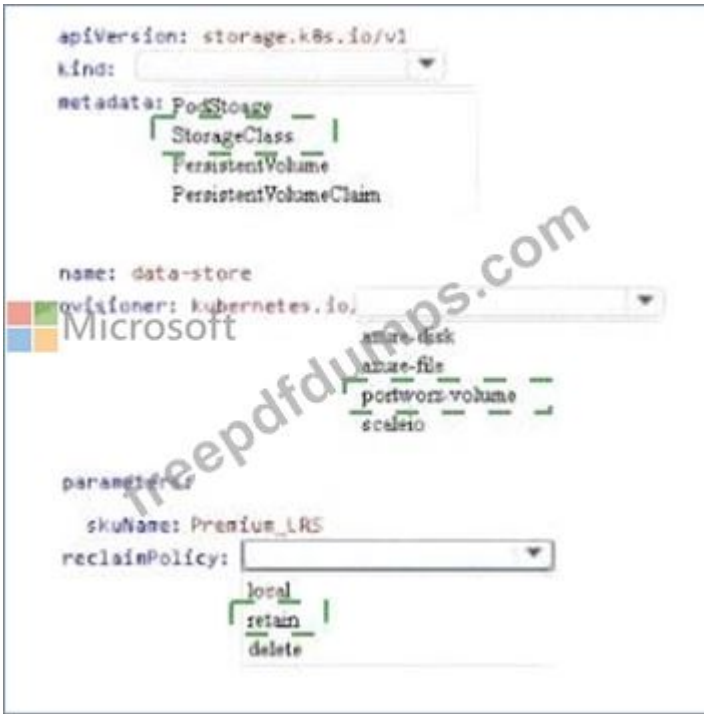 apiVersion: storage.k8s.io/v1
kind:
metadata: PodStoage
StorageClass
PersistentVolume
PersistentVolumeClaim
name: data-store
ovisioner: kubernetes.io/
Microsoft
azure-disk
azure-file
portworx-volume
scaleio
freepdfdumps.com
parameters:
skuName: Premium_LRS
reclaimPolicy:
local
retain
delete